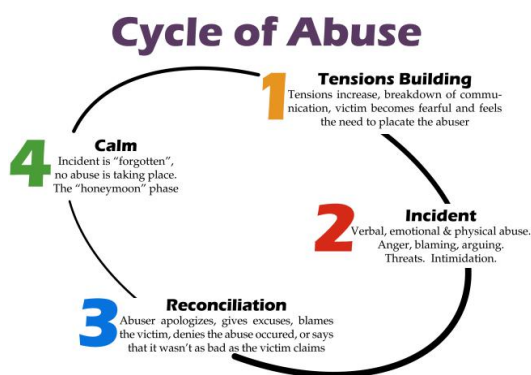 Cycle of Abuse
1
Tensions Building
Tensions increase, breakdown of commu-
nication, victim becomes fearful and feels
the need to placate the abuser
2
Incident
Verbal, emotional & physical abuse.
Anger, blaming, arguing.
Threats. Intimidation.
3
Reconciliation
Abuser apologizes, gives excuses, blames
the victim, denies the abuse occured, or says
that it wasn't as bad as the victim claims
4
Calm
Incident is “forgotten”,
no abuse is taking place.
The “honeymoon” phase